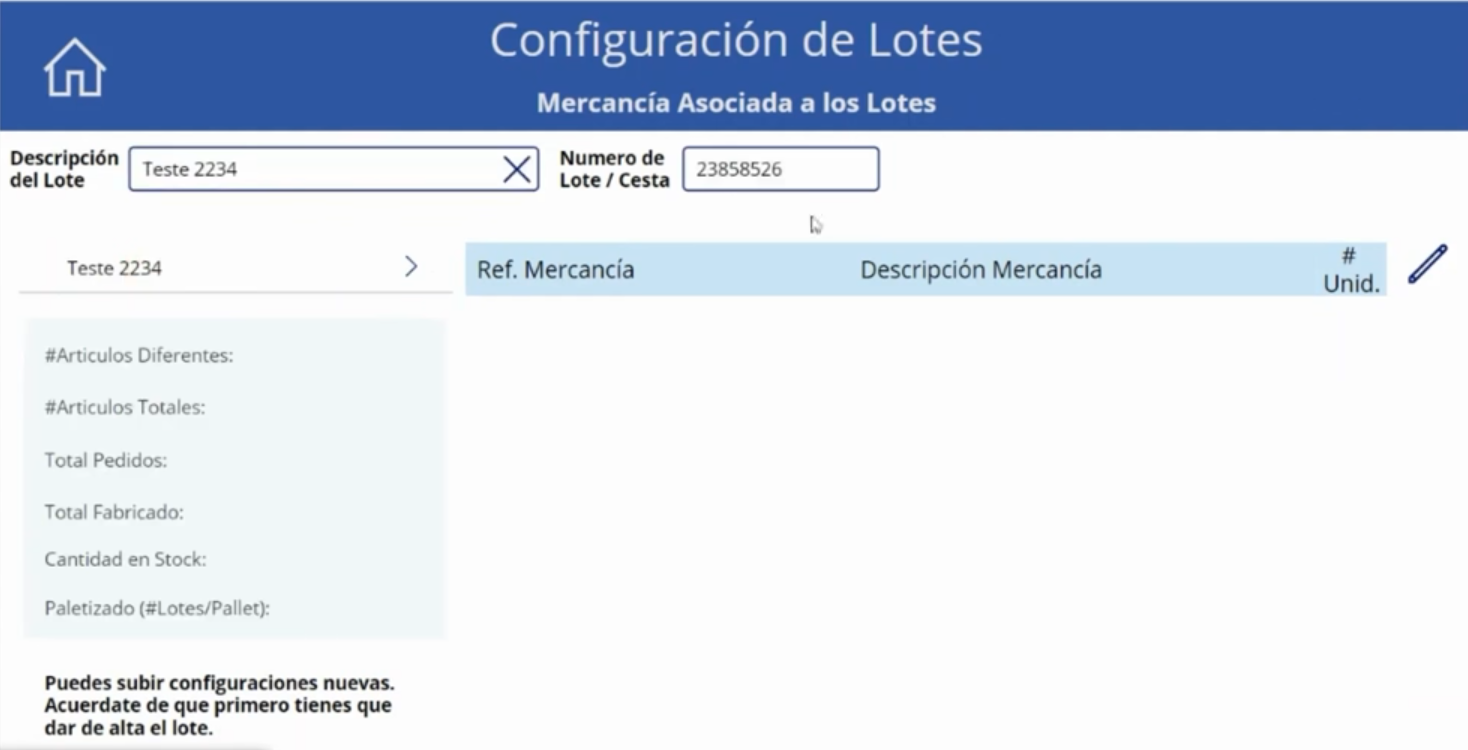 Configuración de Lotes
Mercancía Asociada a los Lotes
Descripción
del Lote
Teste 2234
Numero de
Lote / Cesta
23858526
Teste 2234
Ref. Mercancía
Descripción Mercancía
#
Unid.
#Articulos Diferentes:
#Articulos Totales:
Total Pedidos:
Total Fabricado:
Cantidad en Stock:
Paletizado (#Lotes/Pallet):
Puedes subir configuraciones nuevas.
Acuerdate de que primero tienes que
dar de alta el lote.